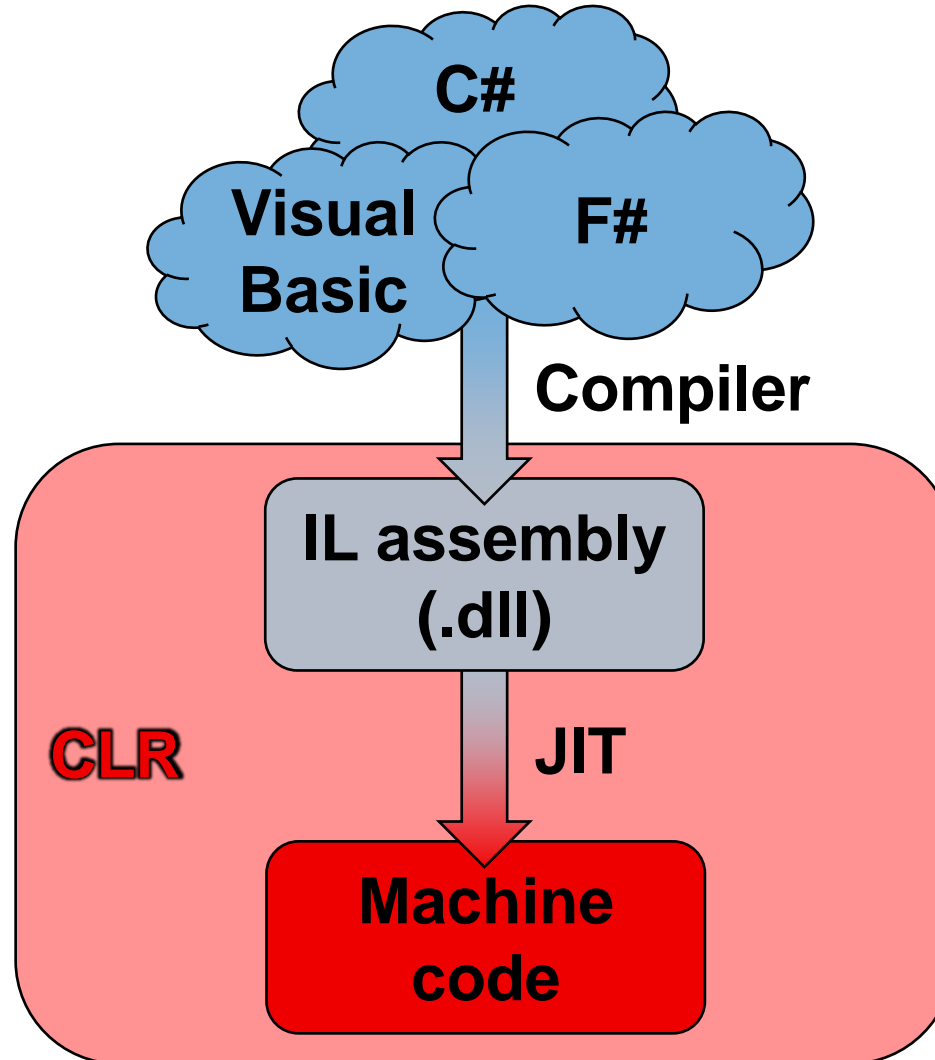 C#
Visual
Basic
F#
Compiler
IL assembly
(.dll)
CLR
JIT
Machine
code